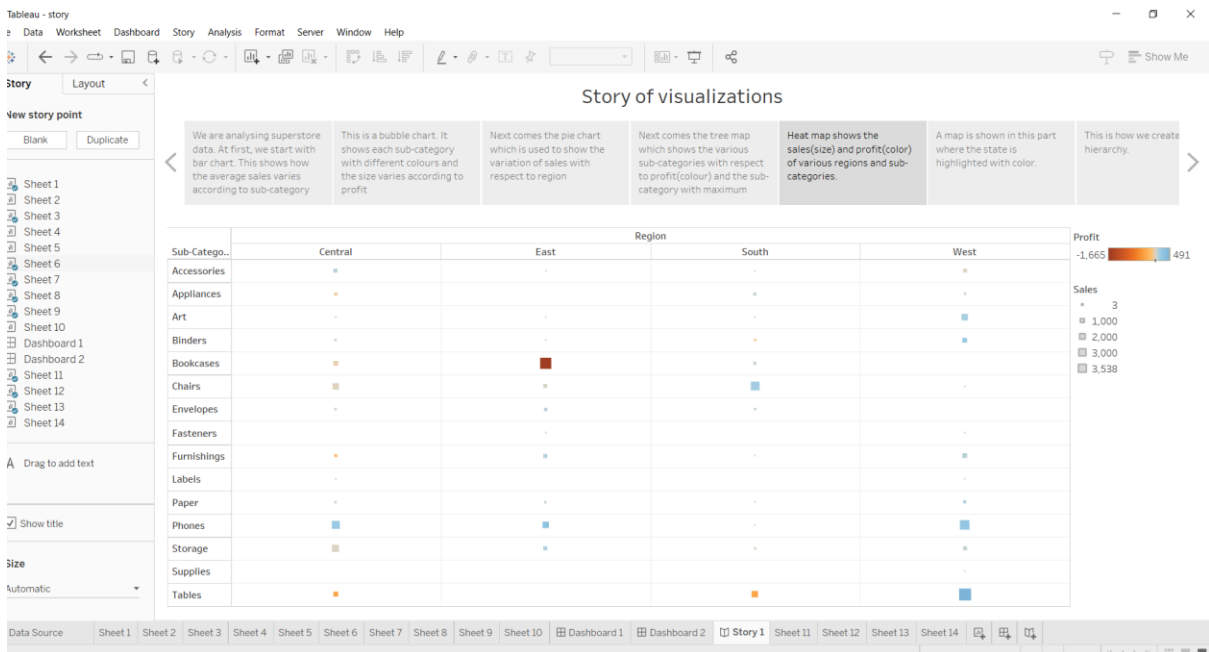 Tableau - story
e Data Worksheet Dashboard Story Analysis Format Server Window Help
Show Me
Story Layout
New story point
Blank Duplicate
Sheet 1
Sheet 2
Sheet 3
Sheet 4
Sheet 5
Sheet 6
Sheet 7
Sheet 8
Sheet 9
Sheet 10
Dashboard 1
Dashboard 2
Sheet 11
Sheet 12
Sheet 13
Sheet 14
A Drag to add text
Show title
Size
Automatic
Story of visualizations
We are analysing superstore
data. At first, we start with
bar chart. This shows how
the average sales varies
according to sub-category
This is a bubble chart. It
shows each sub-category
with different colours and
the size varies according to
profit
Next comes the pie chart
which is used to show the
variation of sales with
respect to region
Next comes the tree map
which shows the various
sub-categories with respect
to profit(colour) and the sub-
category with maximum
Heat map shows the
sales(size) and profit(color)
of various regions and sub-
categories.
A map is shown in this part
where the state is
highlighted with color.
This is how we create
hierarchy.
Region
Sub-Catego.. Central East South West
Accessories
Appliances
Art
Binders
Bookcases
Chairs
Envelopes
Fasteners
Furnishings
Labels
Paper
Phones
Storage
Supplies
Tables
Profit
-1,665 491
Sales
3
1,000
2,000
3,000
3,538
Data Source Sheet 1 Sheet 2 Sheet 3 Sheet 4 Sheet 5 Sheet 6 Sheet 7 Sheet 8 Sheet 9 Sheet 10 Dashboard 1 Dashboard 2 Story 1 Sheet 11 Sheet 12 Sheet 13 Sheet 14